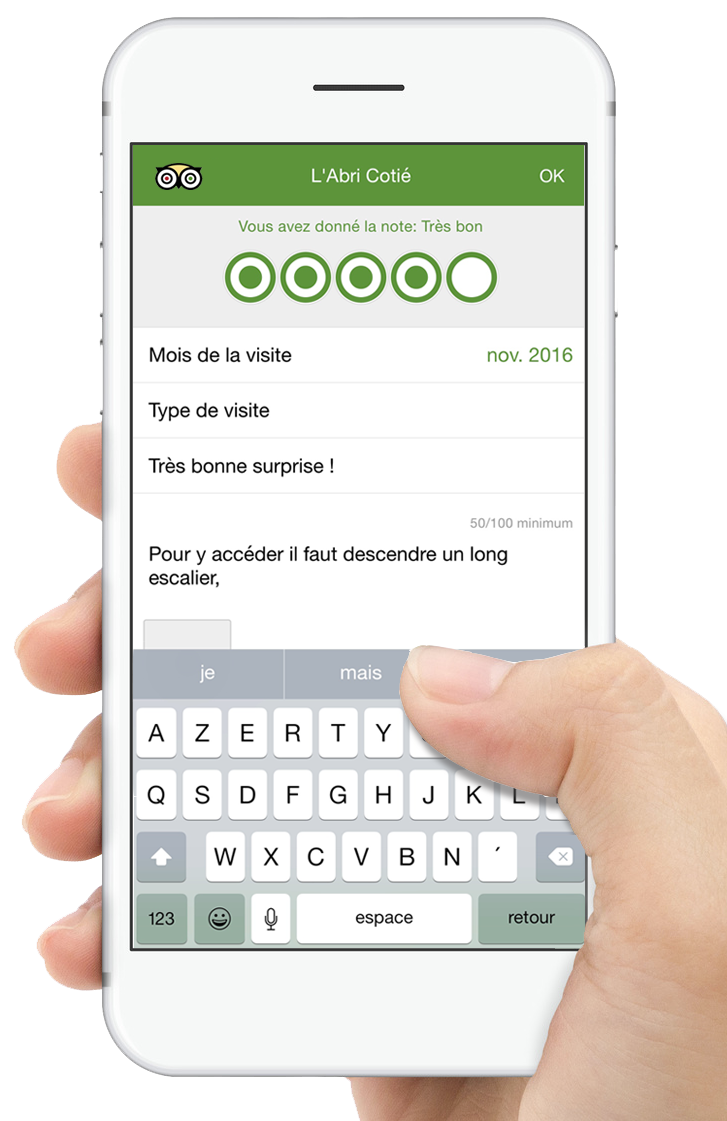 L'Abri Cotié OK
Vous avez donné la note: Très bon
Mois de la visite nov. 2016
Type de visite
Très bonne surprise !
50/100 minimum
Pour y accéder il faut descendre un long
escalier,
je mais
A Z E R T Y
Q S D F G H J K L
W X C V B N ´
123 espace retour